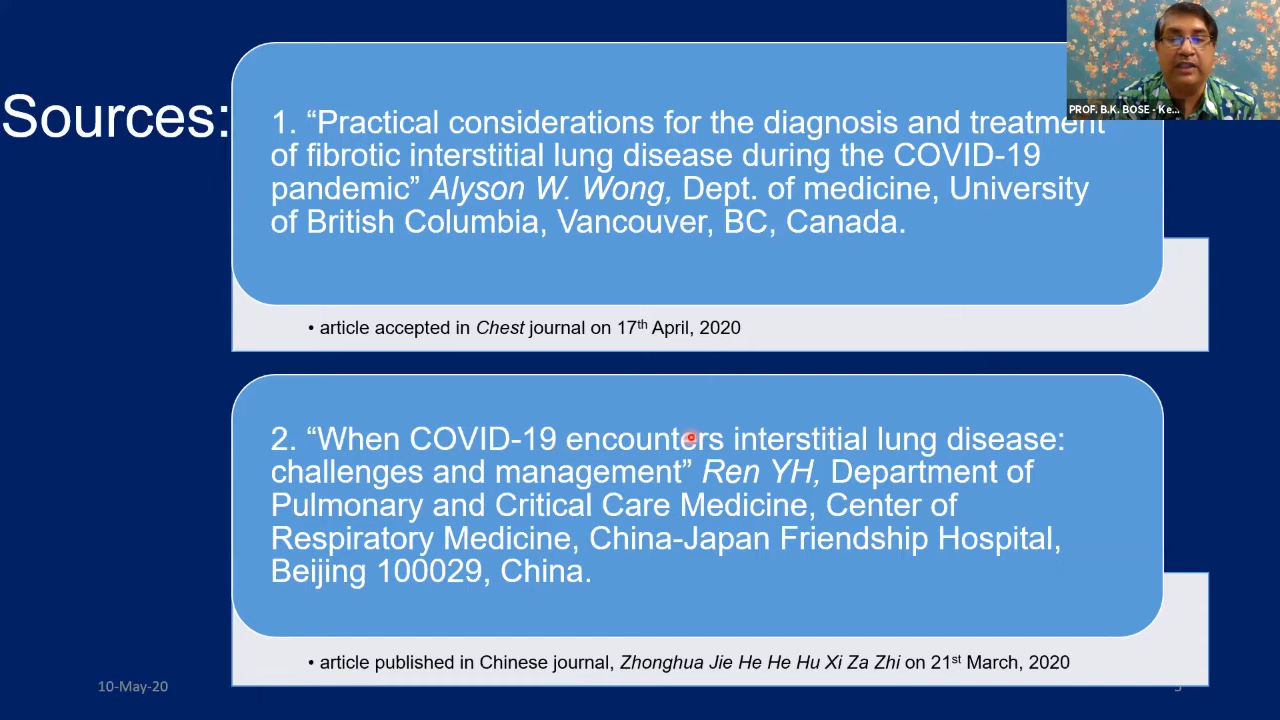 PROF. B.K. BOSE - Ke...
Sources:
1. “Practical considerations for the diagnosis and treatment
of fibrotic interstitial lung disease during the COVID-19
pandemic” Alyson W. Wong, Dept. of medicine, University
of British Columbia, Vancouver, BC, Canada.
• article accepted in Chest journal on 17th April, 2020
2. “When COVID-19 encounters interstitial lung disease:
challenges and management” Ren YH, Department of
Pulmonary and Critical Care Medicine, Center of
Respiratory Medicine, China-Japan Friendship Hospital,
Beijing 100029, China.
• article published in Chinese journal, Zhonghua Jie He He Hu Xi Za Zhi on 21st March, 2020
10-May-20